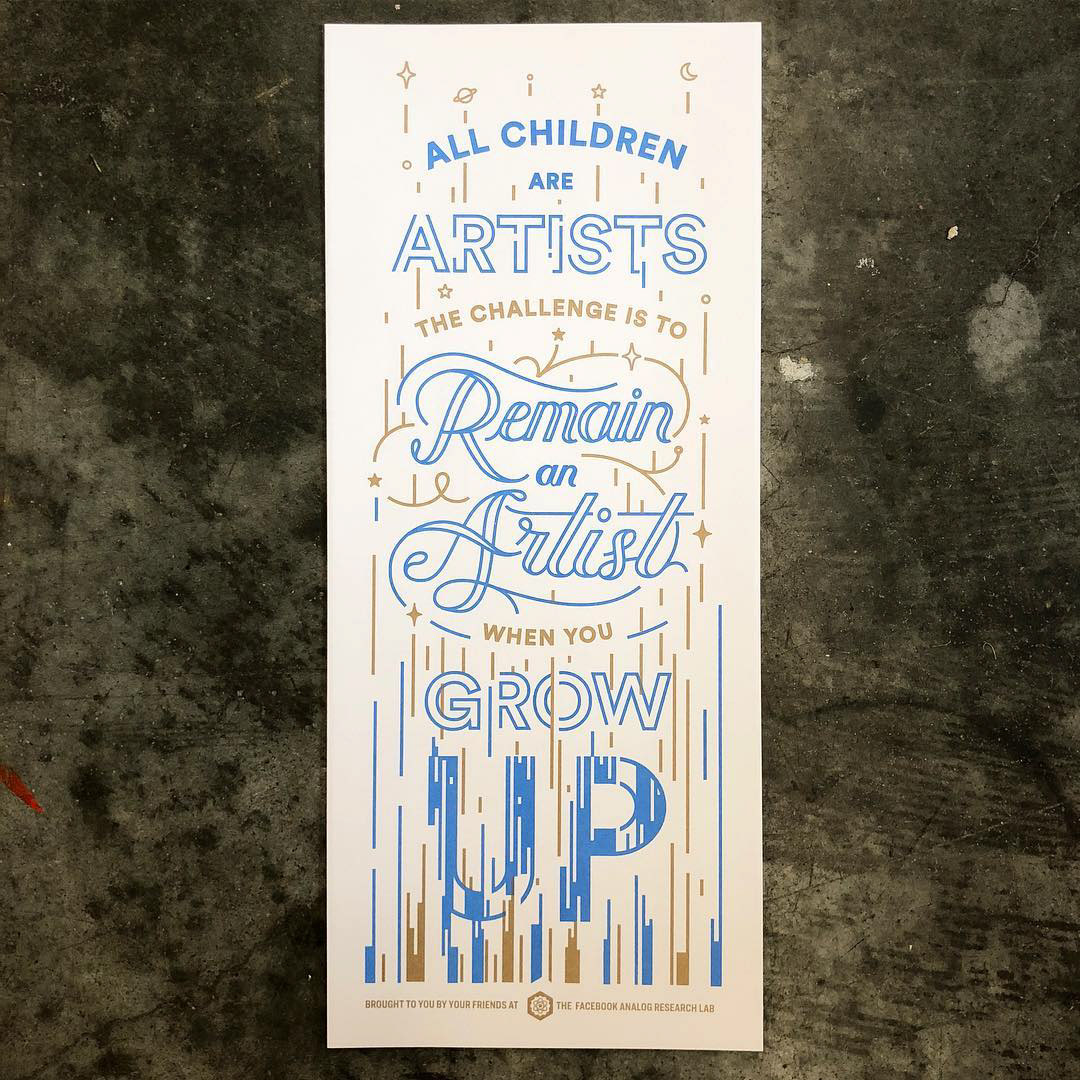 ALL CHILDREN
ARE
ARTISTS
THE CHALLENGE IS TO
Remain
an
Artist
WHEN YOU
GROW
UP
BROUGHT TO YOU BY YOUR FRIENDS AT THE FACEBOOK ANALOG RESEARCH LAB